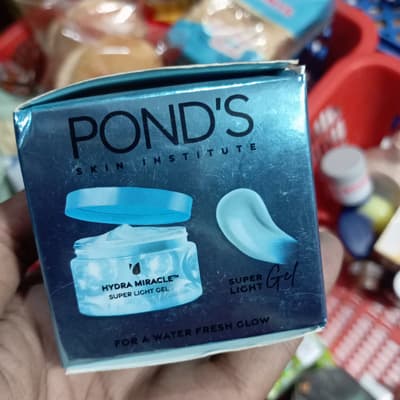 POND'S
SKIN INSTITUTE
HYDRA MIRACLE™
SUPER LIGHT GEL
SUPER
LIGHT Gel
FOR A WATER FRESH GLOW